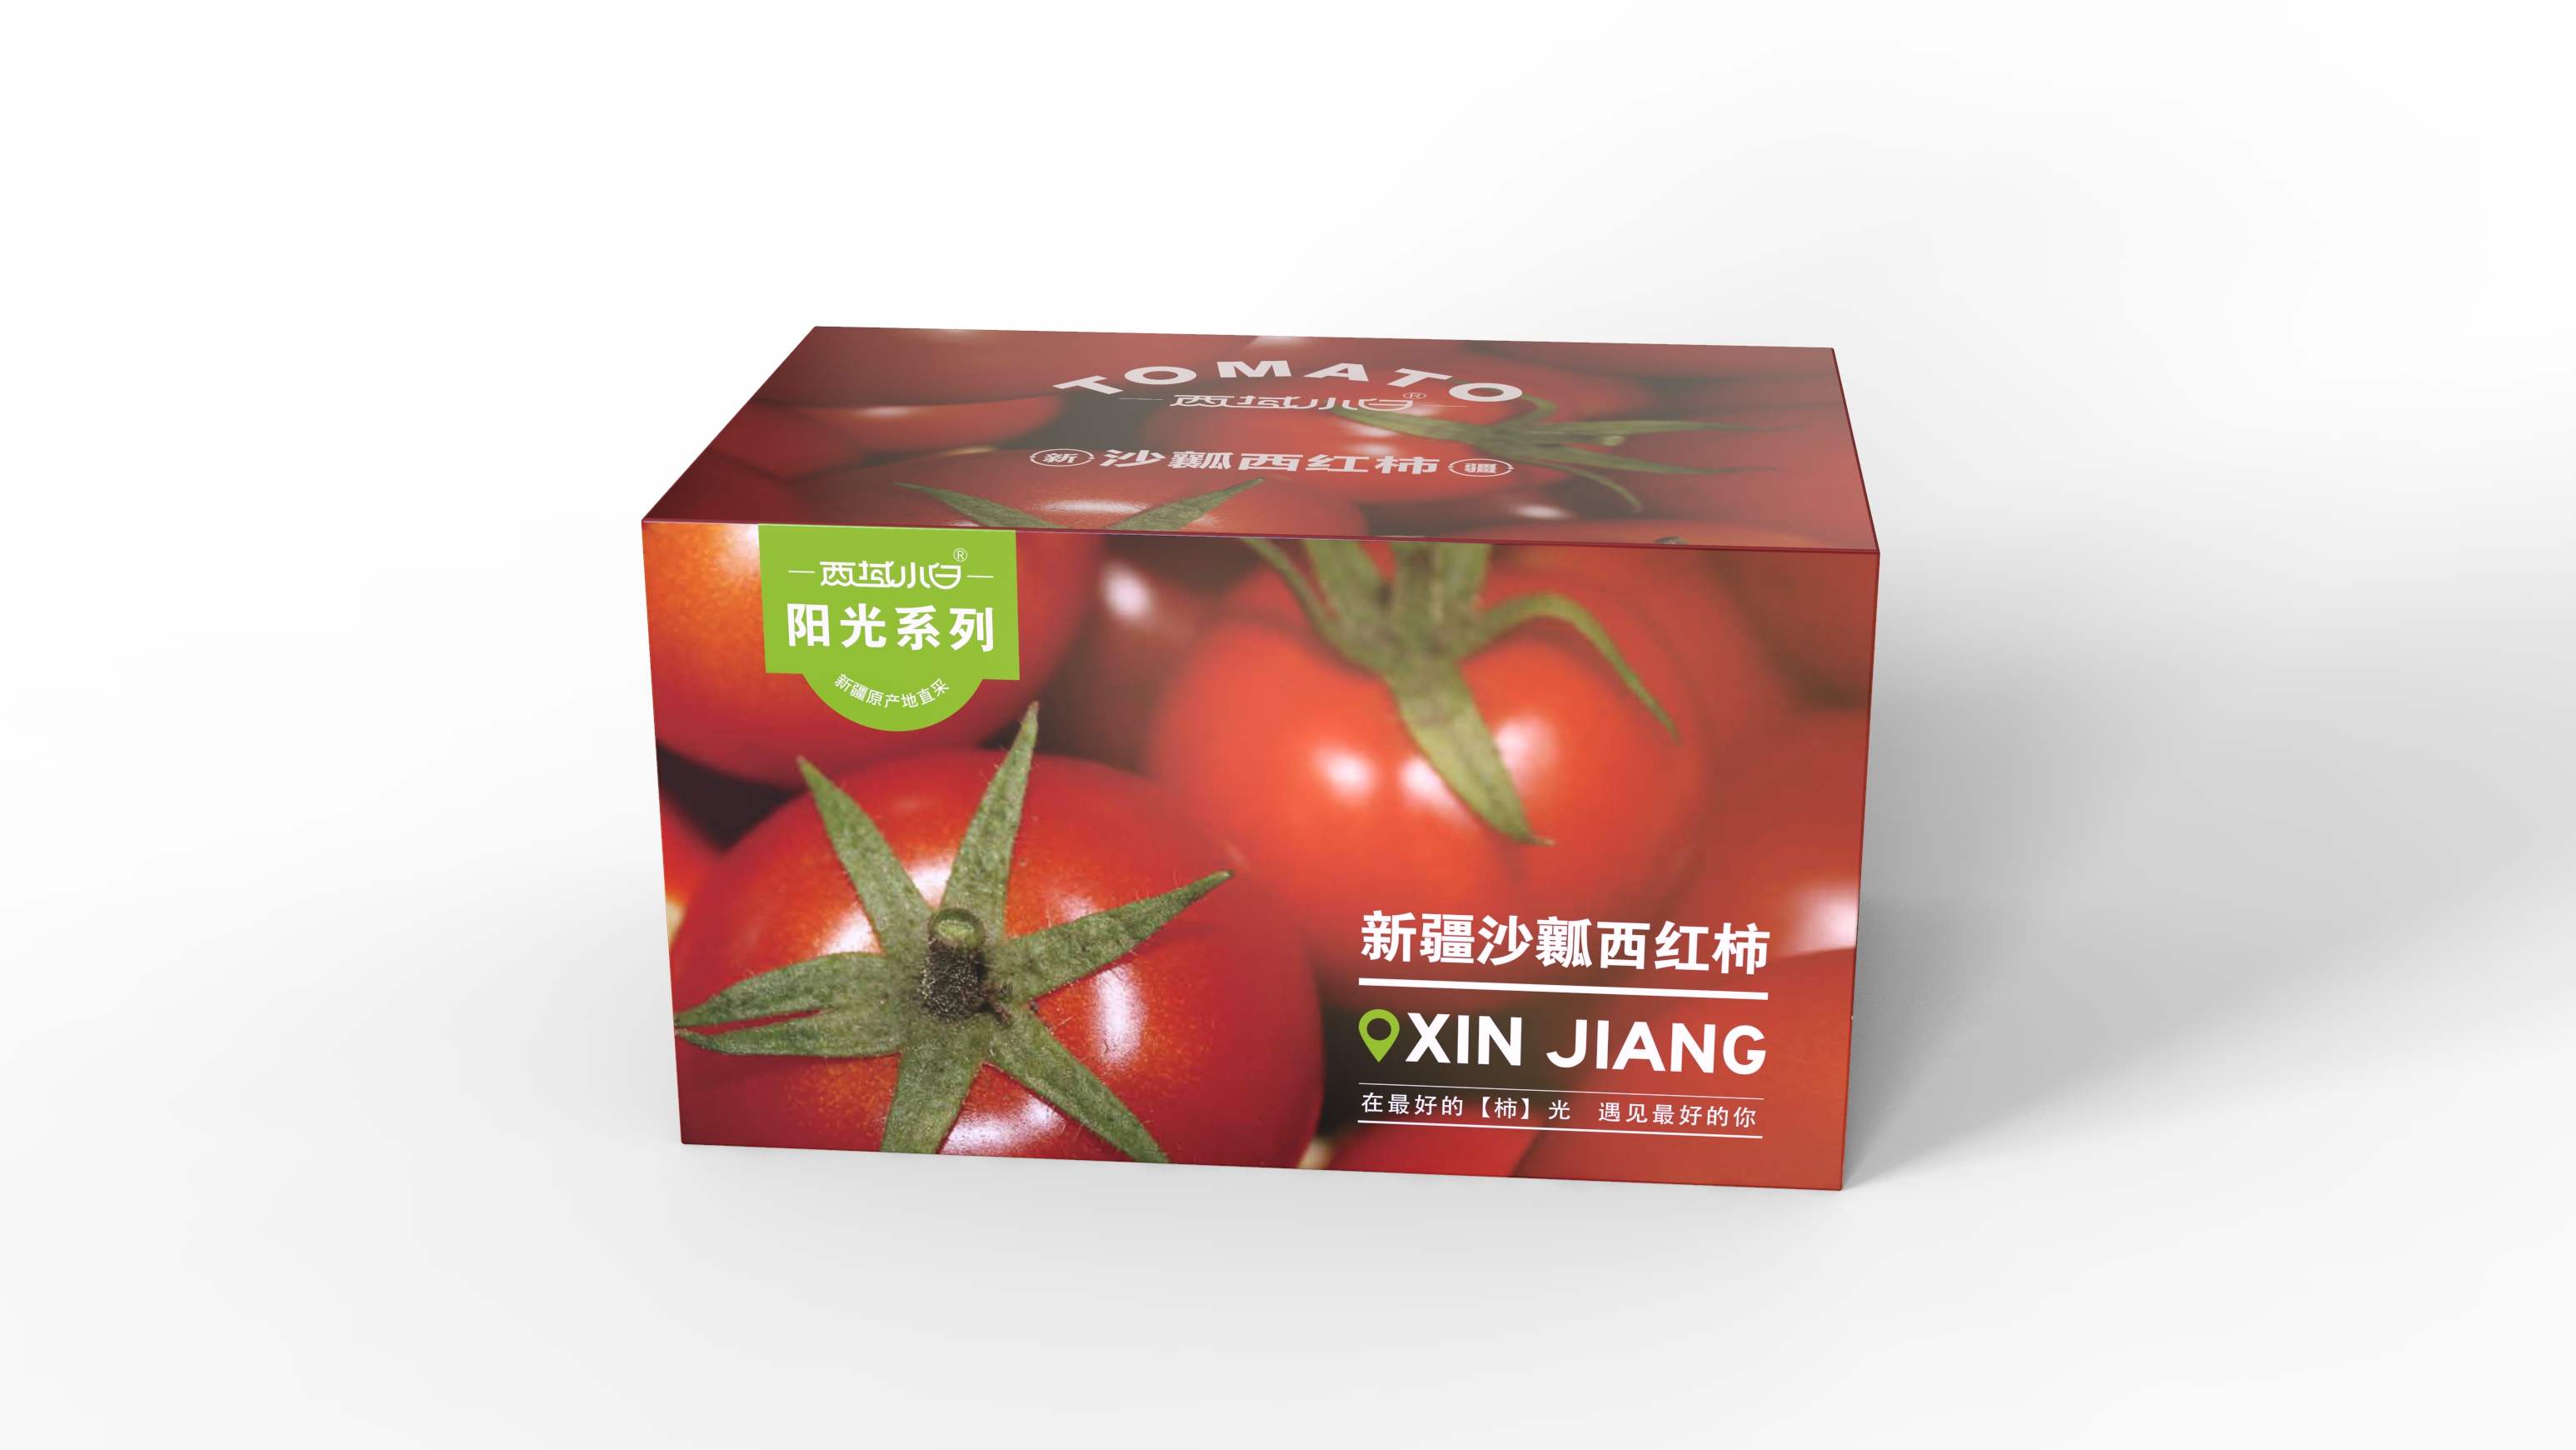 TOMATO
西域小白®
新 沙瓤西红柿 疆
西域小白®
阳光系列
新疆原产地直采
新疆沙瓤西红柿
XIN JIANG
在最好的【柿】光 遇见最好的你